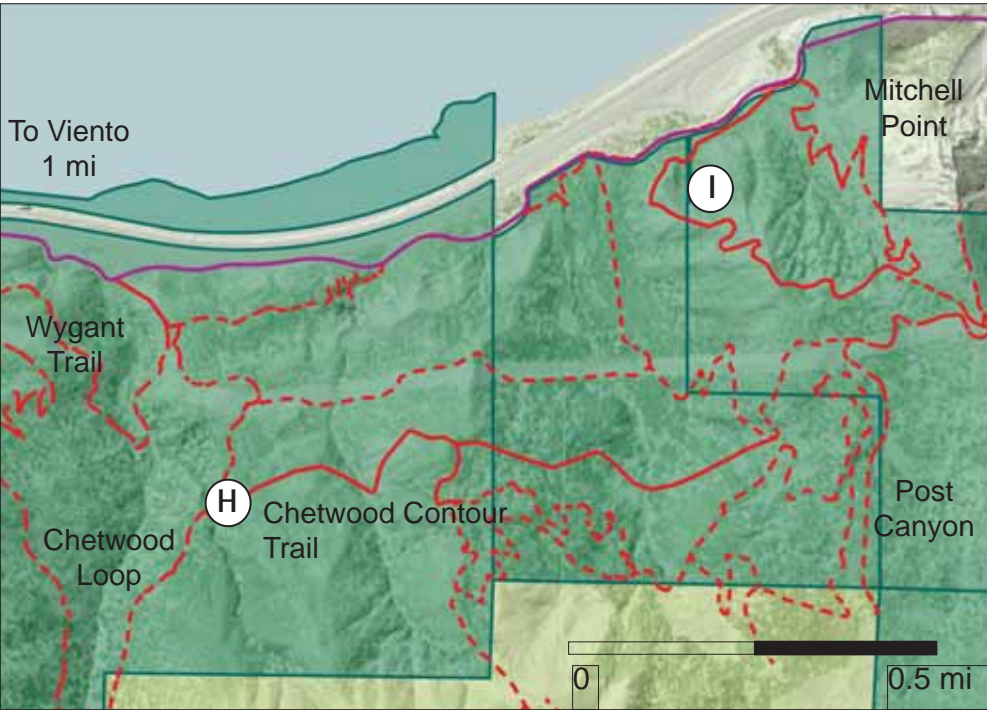 To Viento
1 mi
Mitchell
Point
I
Wygant
Trail
H
Chetwood Contour
Trail
Chetwood
Loop
Post
Canyon
0
0.5 mi